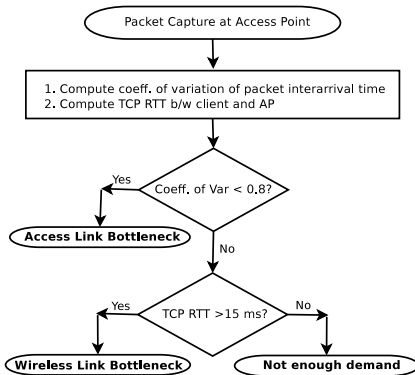 Packet Capture at Access Point
1. Compute coeff. of variation of packet interarrival time
2. Compute TCP RTT b/w client and AP
Yes
Coeff. of Var < 0.8?
Access Link Bottleneck
No
Yes
TCP RTT >15 ms?
No
Wireless Link Bottleneck
Not enough demand